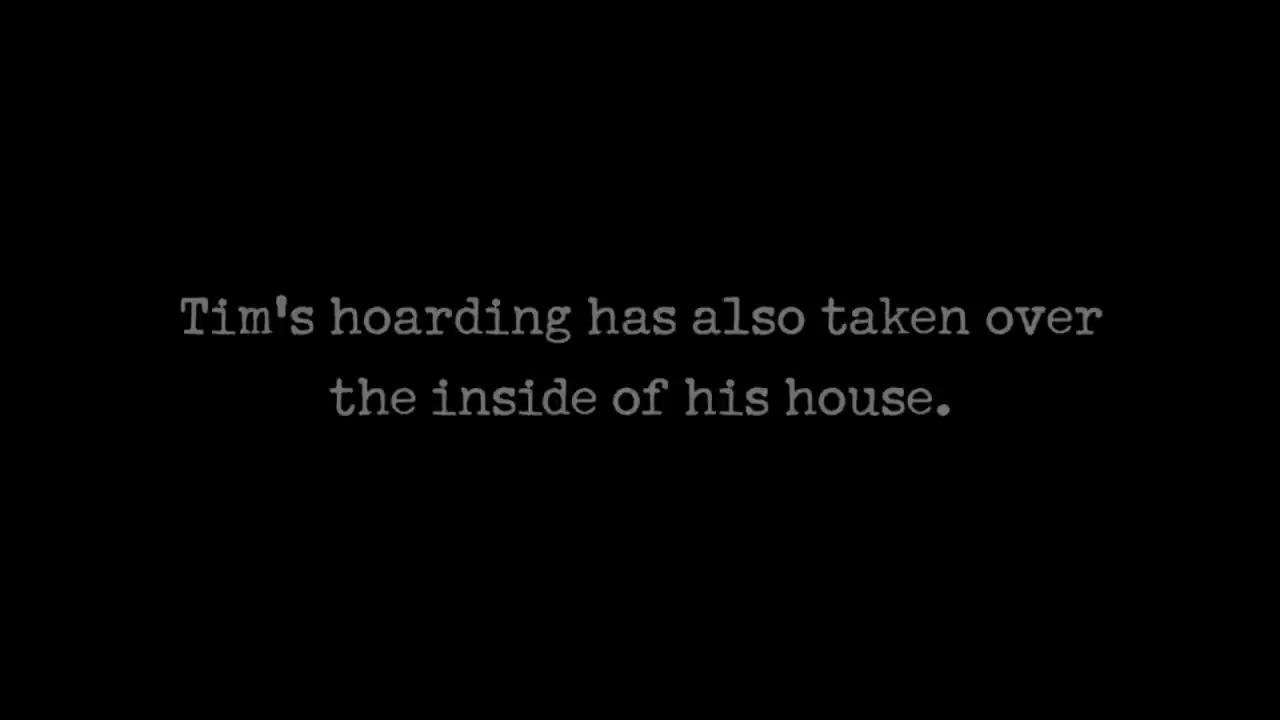 Tim's hoarding has also taken over
the inside of his house.